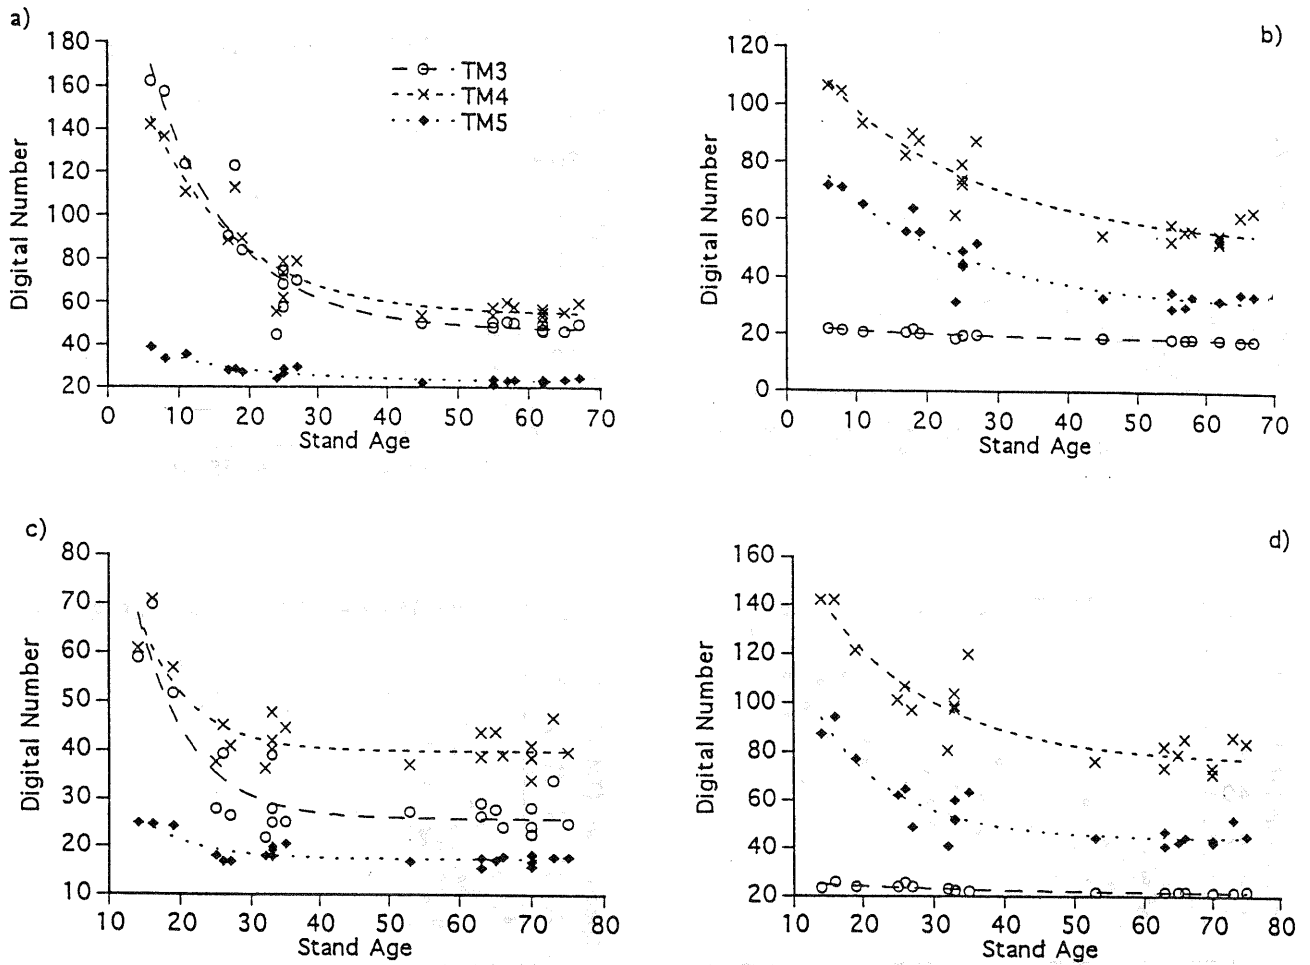 a)
180
160
140
120
100
80
60
40
20
Digital Number
0 10 20 30 40 50 60 70
Stand Age
TM3
TM4
TM5
b)
120
100
80
60
40
20
0
Digital Number
0 10 20 30 40 50 60 70
Stand Age
c)
80
70
60
50
40
30
20
10
Digital Number
10 20 30 40 50 60 70 80
Stand Age
d)
160
140
120
100
80
60
40
20
Digital Number
10 20 30 40 50 60 70 80
Stand Age